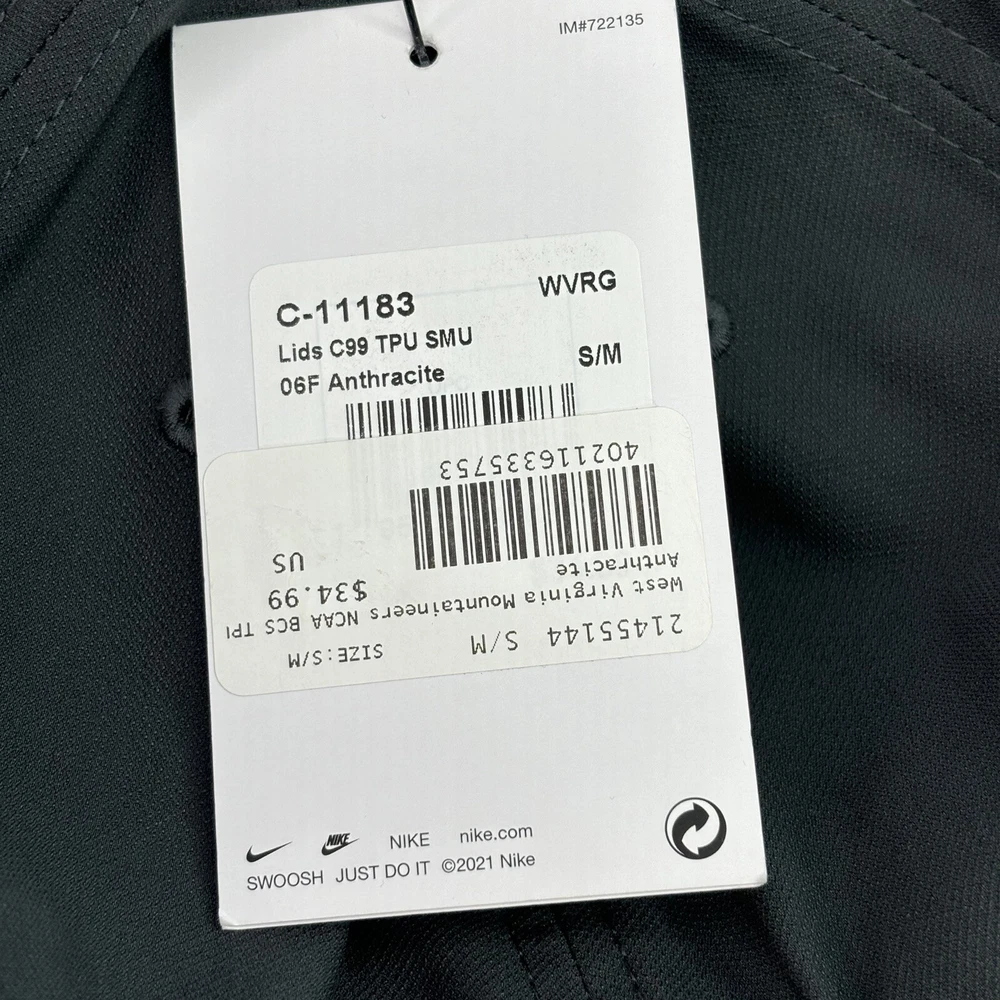 IM#722135
C-11183 WVRG
Lids C99 TPU SMU
06F Anthracite S/M
21455144 S/M SIZE:S/M
West Virginia Mountaineers NCAA BCS TPI
Anthracite $34.99
US
402116335753
NIKE NIKE nike.com
SWOOSH JUST DO IT ©2021 Nike